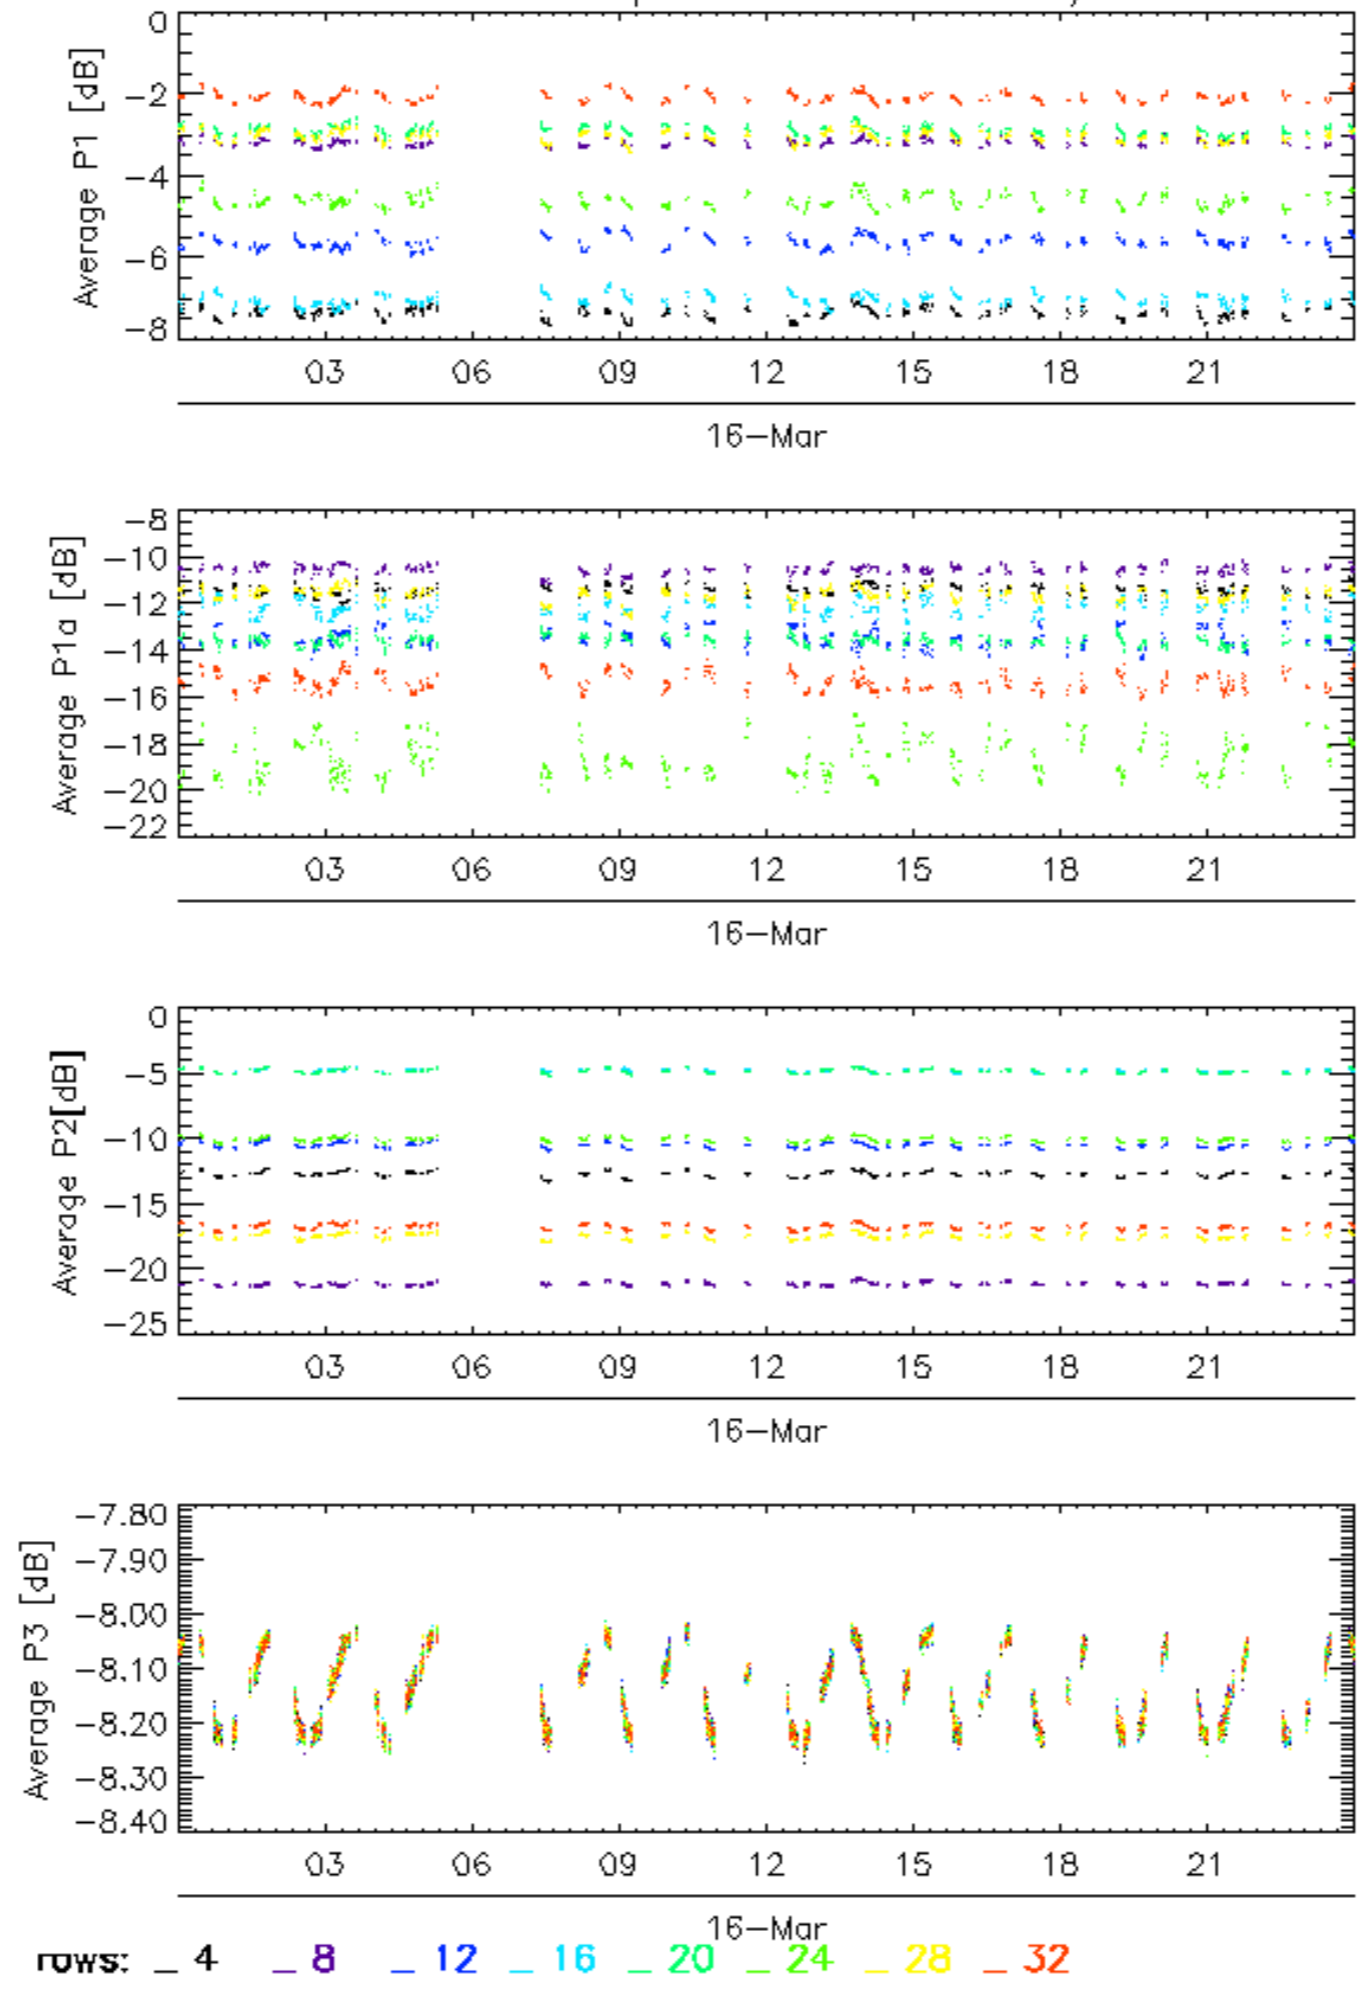 0
−2
−4
−6
−8
Average P1 [dB]
03 06 09 12 15 18 21
16−Mar
−8
−10
−12
−14
−16
−18
−20
−22
Average P1a [dB]
03 06 09 12 15 18 21
16−Mar
0
−5
−10
−15
−20
−25
Average P2[dB]
03 06 09 12 15 18 21
16−Mar
−7.80
−7.90
−8.00
−8.10
−8.20
−8.30
−8.40
Average P3 [dB]
03 06 09 12 15 18 21
16−Mar
rows: _ 4 _ 8 _ 12 _ 16 _ 20 _ 24 _ 28 _ 32